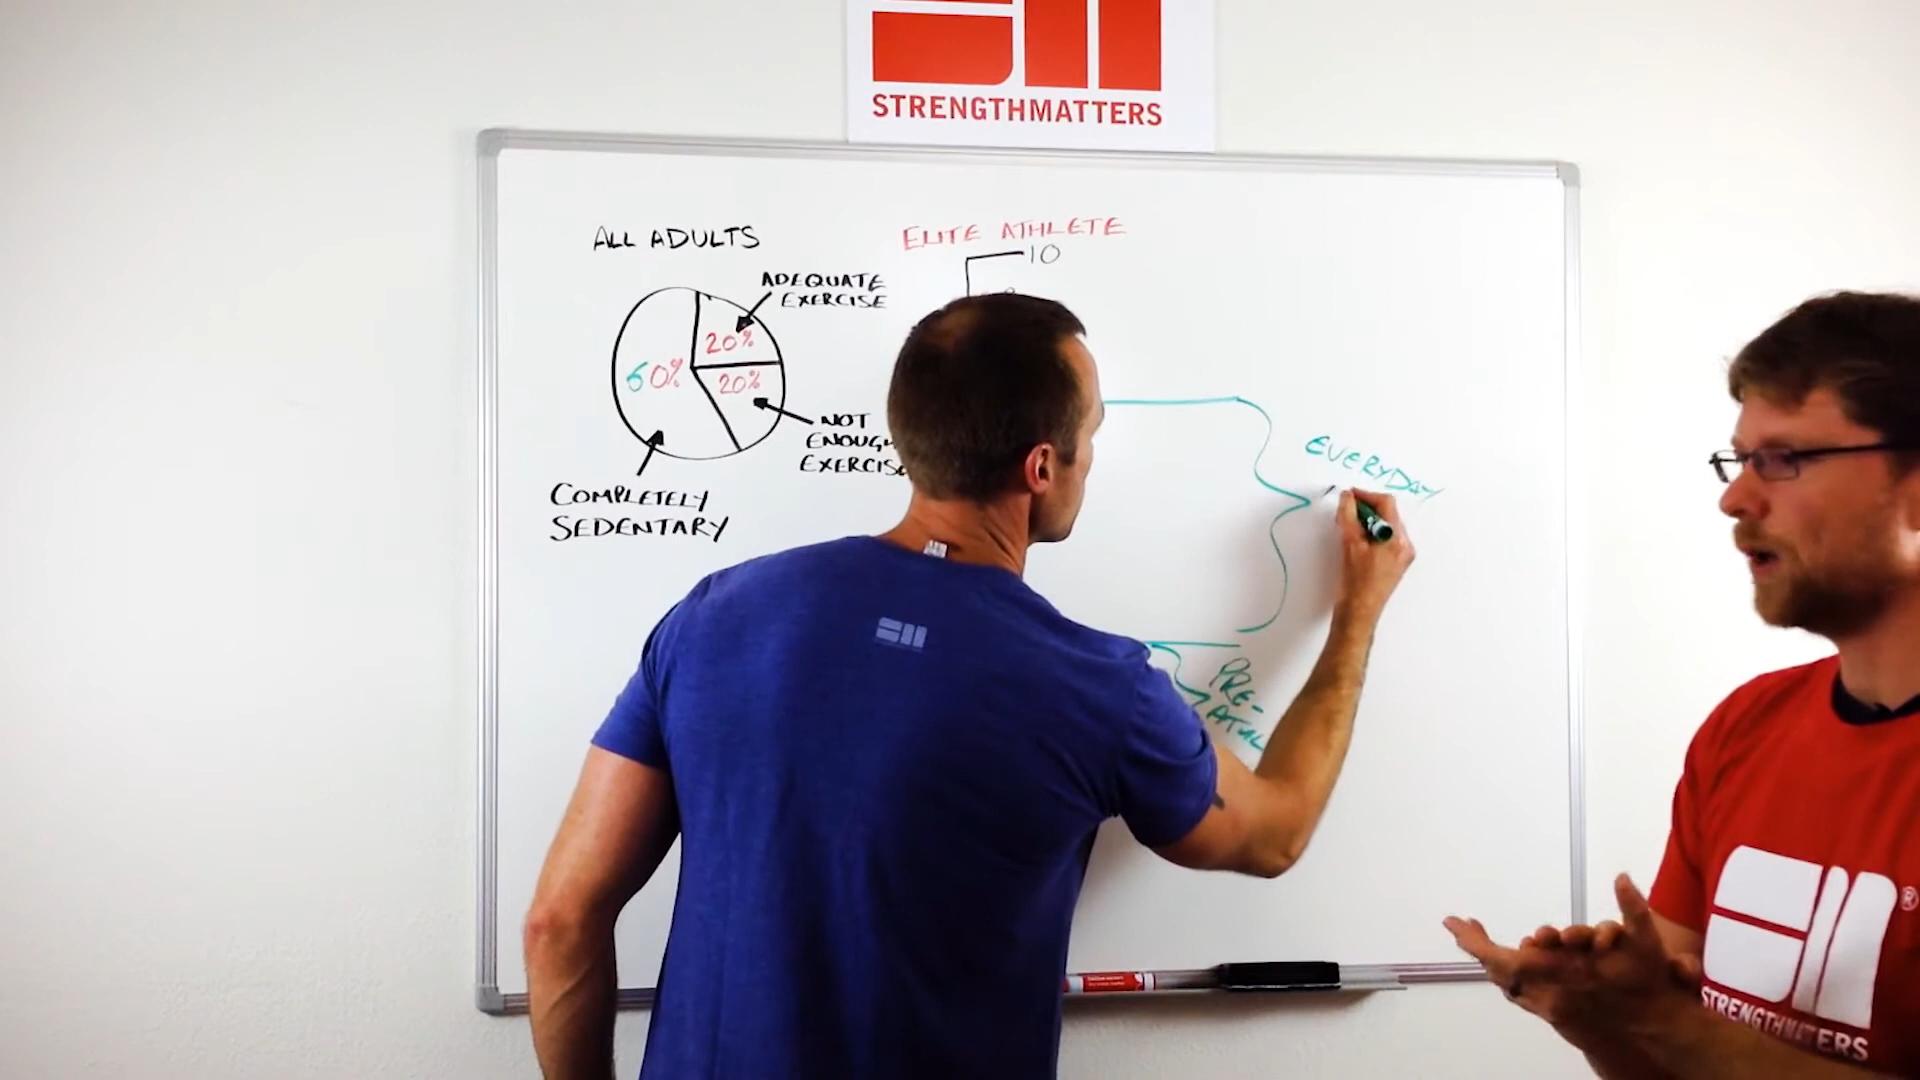 STRENGTHMATTERS
ALL ADULTS
ADEQUATE
EXERCISE
20%
60%
20%
NOT
ENOUGH
EXERCISE
COMPLETELY
SEDENTARY
ELITE ATHLETE
10
EVERYDAY
PRE-
®
STRENGTHMATTERS